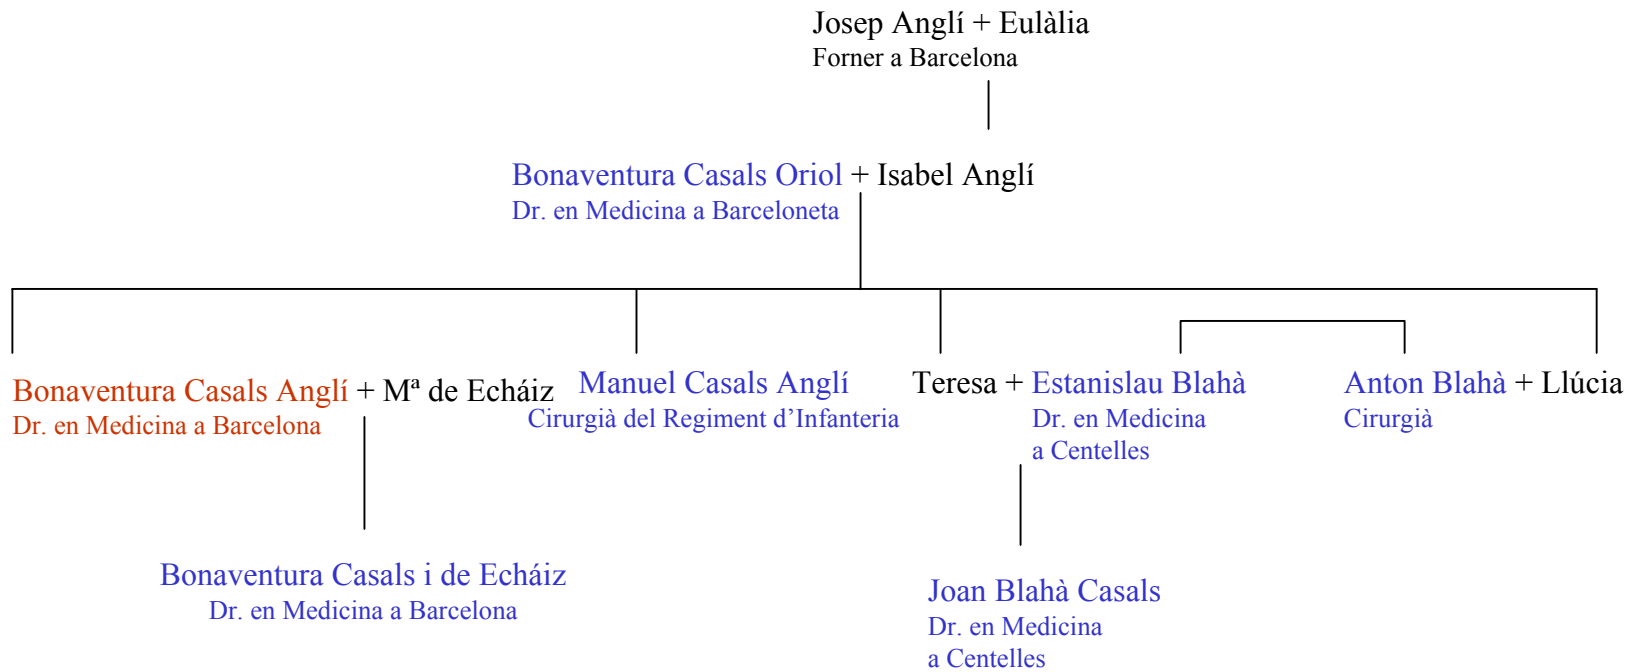 Josep Anglí + Eulàlia
Forner a Barcelona
Bonaventura Casals Oriol + Isabel Anglí
Dr. en Medicina a Barceloneta
Bonaventura Casals Anglí + Mª de Echáiz
Dr. en Medicina a Barcelona
Manuel Casals Anglí
Cirurgià del Regiment d’Infanteria
Teresa + Estanislau Blahà
Dr. en Medicina
a Centelles
Anton Blahà + Llúcia
Cirurgià
Bonaventura Casals i de Echáiz
Dr. en Medicina a Barcelona
Joan Blahà Casals
Dr. en Medicina
a Centelles